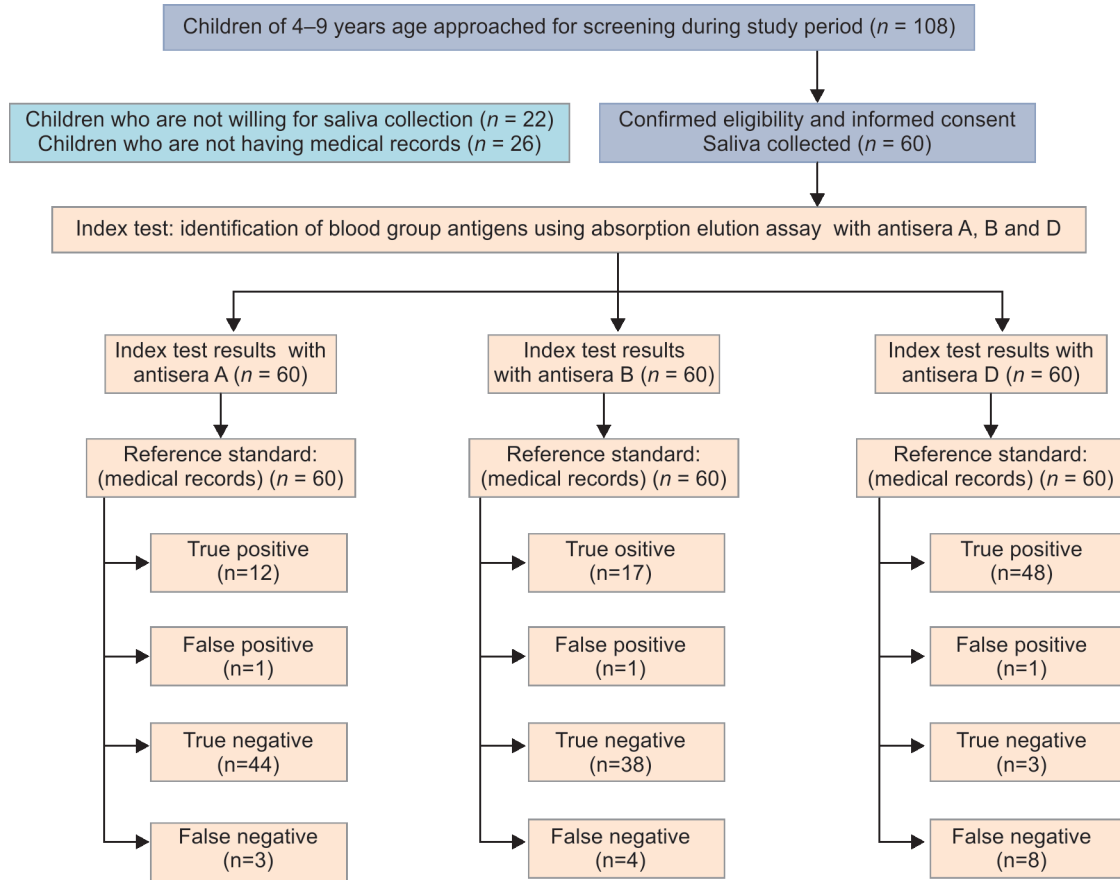 Children of 4–9 years age approached for screening during study period (n = 108)
Children who are not willing for saliva collection (n = 22)
Children who are not having medical records (n = 26)
Confirmed eligibility and informed consent
Saliva collected (n = 60)
Index test: identification of blood group antigens using absorption elution assay with antisera A, B and D
Index test results with
antisera A (n = 60)
Index test results
with antisera B (n = 60)
Index test results with
antisera D (n = 60)
Reference standard:
(medical records) (n = 60)
Reference standard:
(medical records) (n = 60)
Reference standard:
(medical records) (n = 60)
True positive
(n=12)
True ositive
(n=17)
True positive
(n=48)
False positive
(n=1)
False positive
(n=1)
False positive
(n=1)
True negative
(n=44)
True negative
(n=38)
True negative
(n=3)
False negative
(n=3)
False negative
(n=4)
False negative
(n=8)